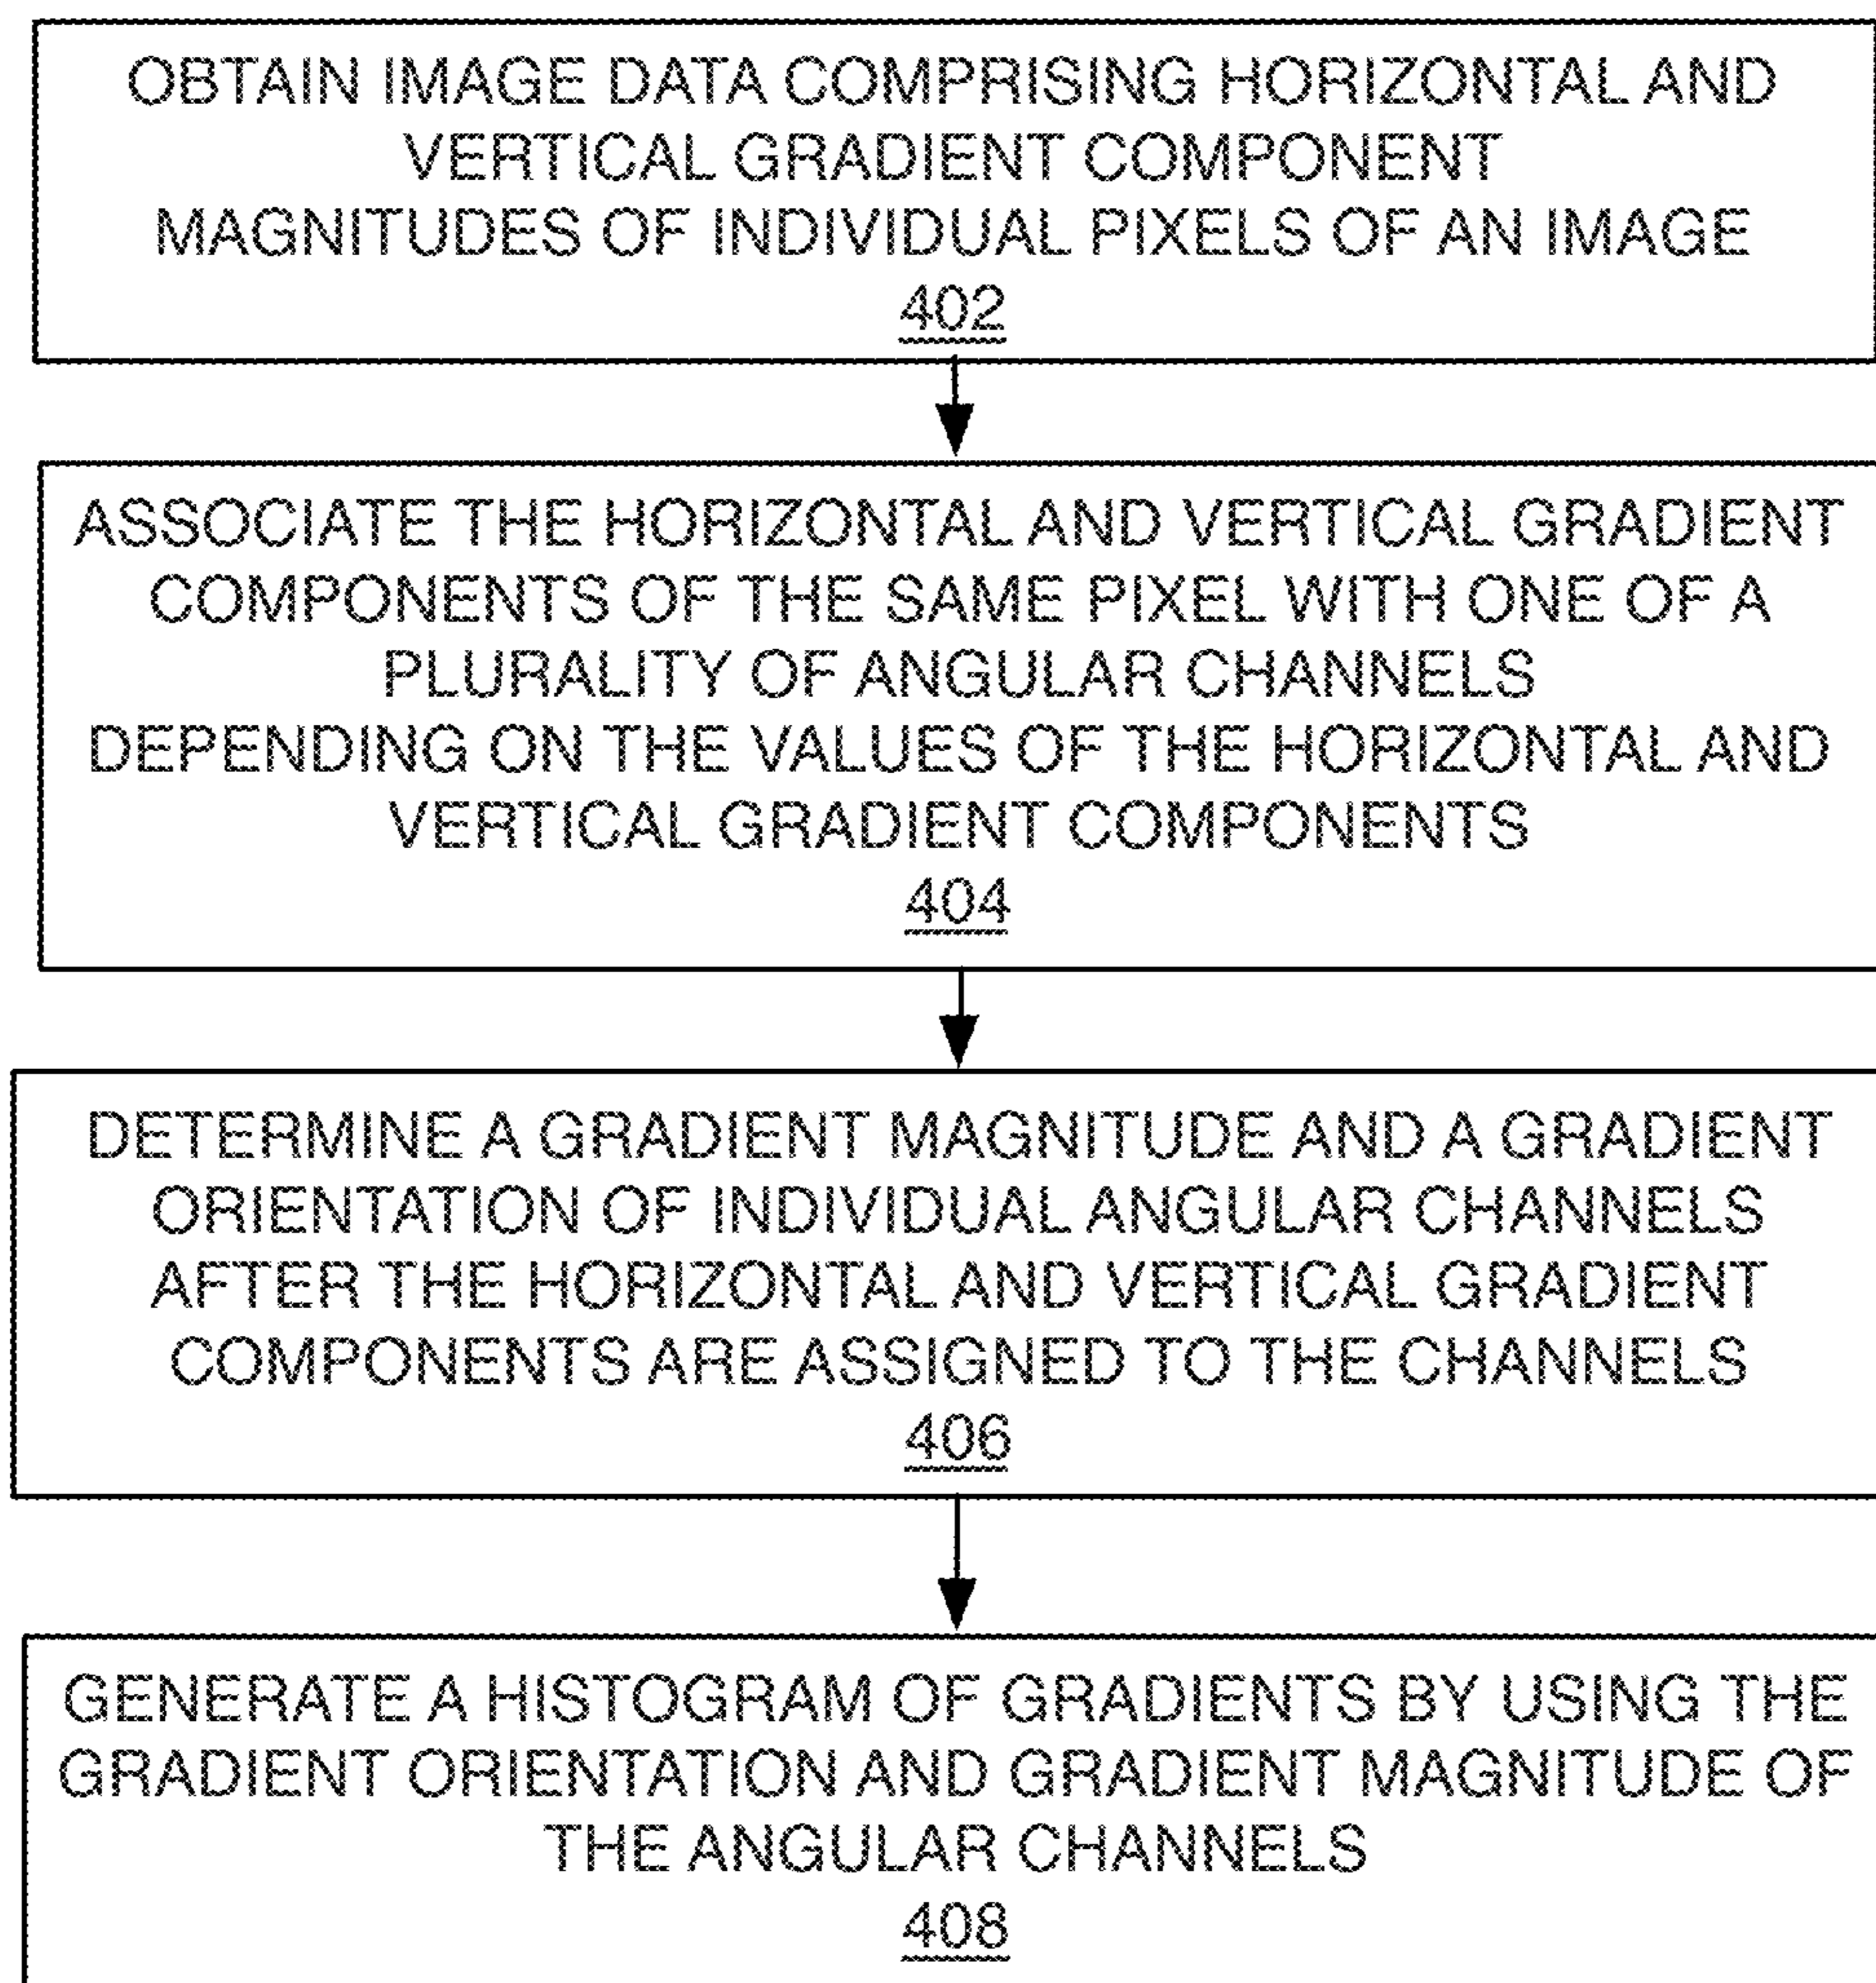 OBTAIN IMAGE DATA COMPRISING HORIZONTAL AND
VERTICAL GRADIENT COMPONENT
MAGNITUDES OF INDIVIDUAL PIXELS OF AN IMAGE
402
ASSOCIATE THE HORIZONTAL AND VERTICAL GRADIENT
COMPONENTS OF THE SAME PIXEL WITH ONE OF A
PLURALITY OF ANGULAR CHANNELS
DEPENDING ON THE VALUES OF THE HORIZONTAL AND
VERTICAL GRADIENT COMPONENTS
404
DETERMINE A GRADIENT MAGNITUDE AND A GRADIENT
ORIENTATION OF INDIVIDUAL ANGULAR CHANNELS
AFTER THE HORIZONTAL AND VERTICAL GRADIENT
COMPONENTS ARE ASSIGNED TO THE CHANNELS
406
GENERATE A HISTOGRAM OF GRADIENTS BY USING THE
GRADIENT ORIENTATION AND GRADIENT MAGNITUDE OF
THE ANGULAR CHANNELS
408